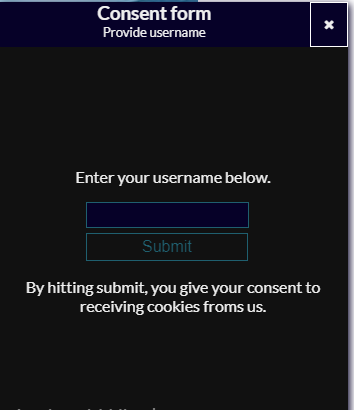 Consent form
Provide username
Enter your username below.
Submit
By hitting submit, you give your consent to
receiving cookies froms us.